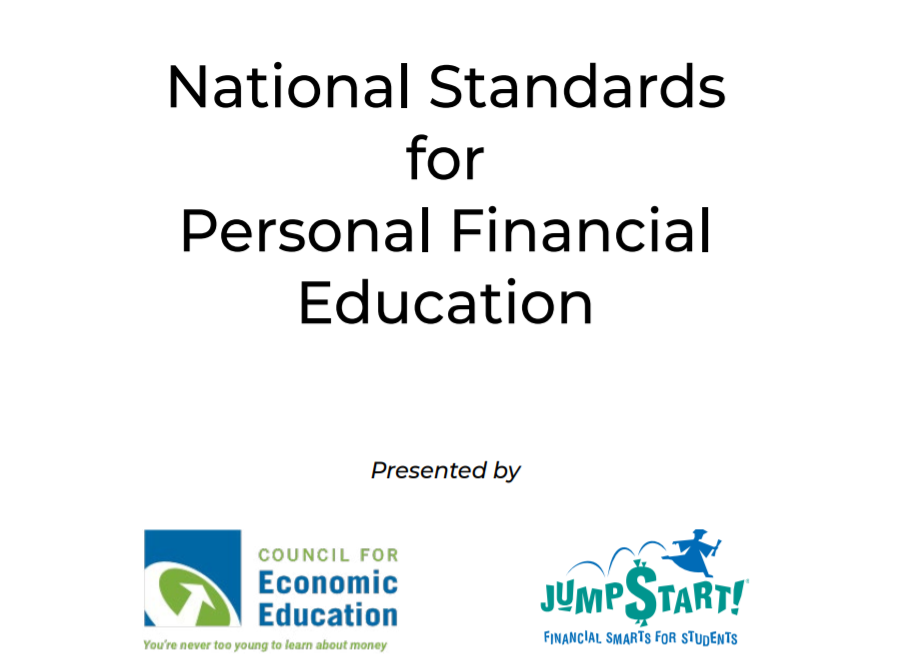 National Standards
for
Personal Financial
Education
Presented by
COUNCIL FOR
Economic
Education
You're never too young to learn about money
JUMP$TART!®
FINANCIAL SMARTS FOR STUDENTS